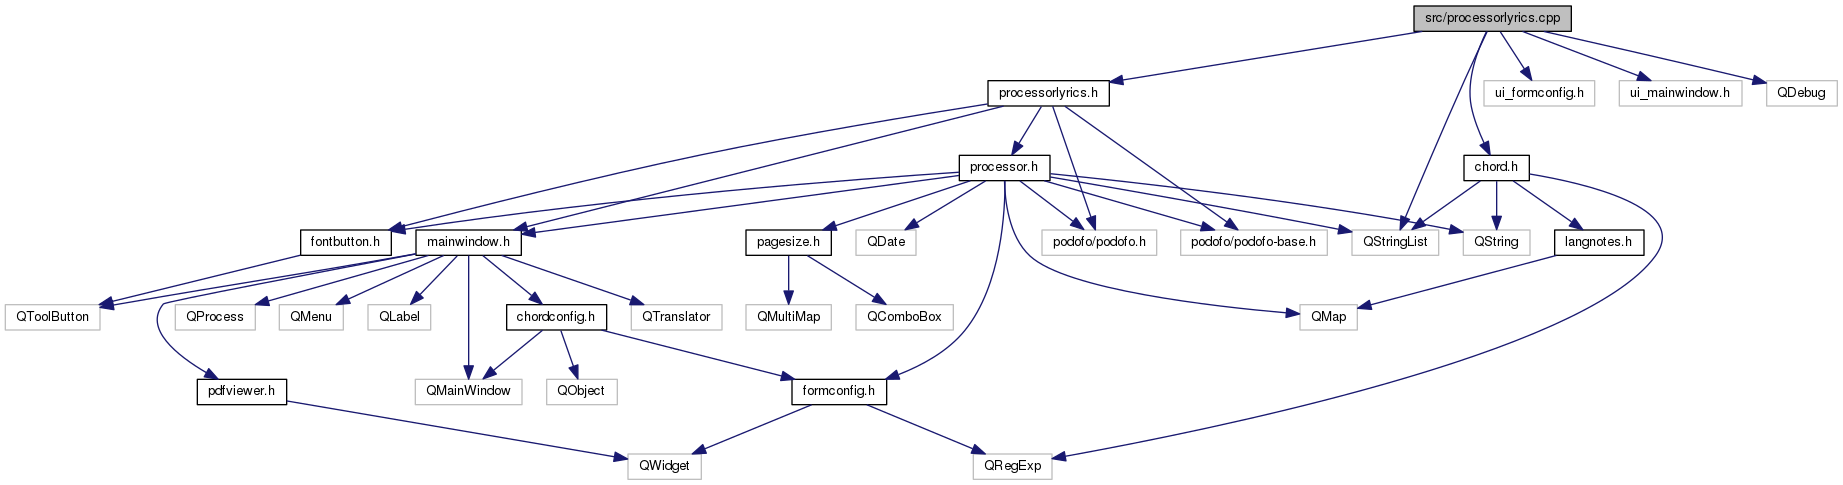 src/processorlyrics.cpp
processorlyrics.h
ui_formconfig.h
ui_mainwindow.h
QDebug
processor.h
chord.h
fontbutton.h
mainwindow.h
pagesize.h
QDate
podofo/podofo.h
podofo/podofo-base.h
QStringList
QString
langnotes.h
QToolButton
QProcess
QMenu
QLabel
chordconfig.h
QTranslator
QMultiMap
QComboBox
QMap
pdfviewer.h
QMainWindow
QObject
formconfig.h
QWidget
QRegExp